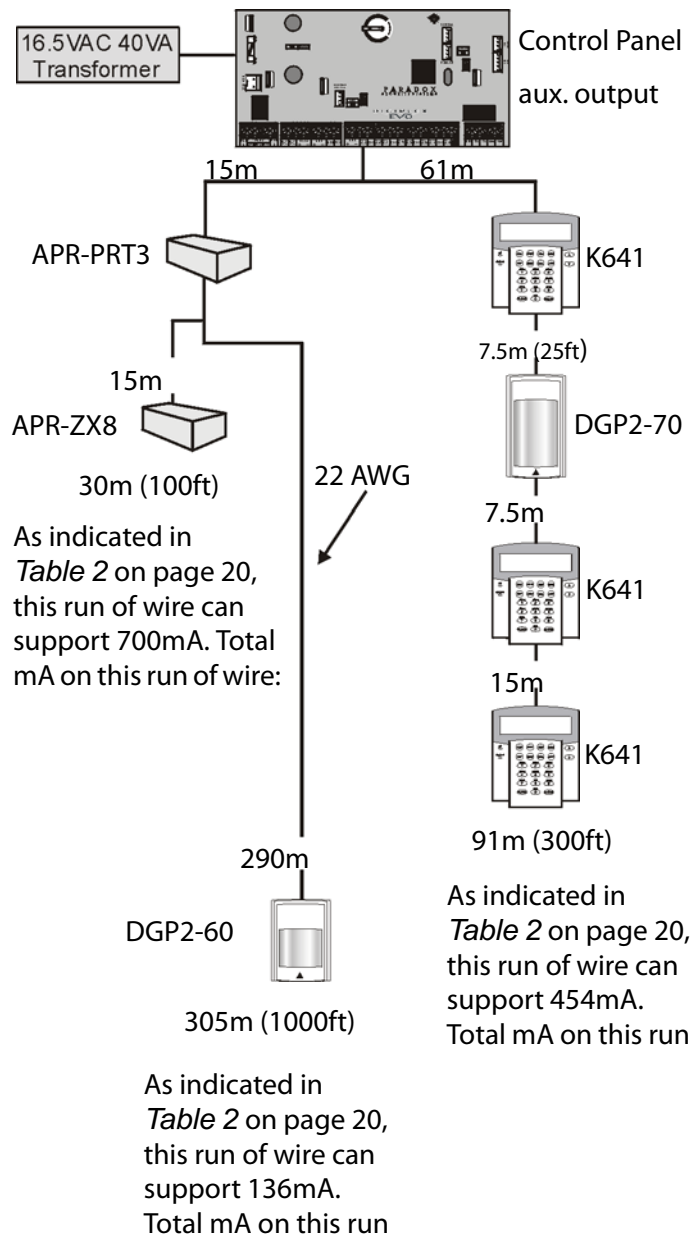 16.5VAC 40VA
Transformer
PARADOX
EVO
Control Panel
aux. output
15m
61m
APR-PRT3
K641
7.5m (25ft)
DGP2-70
15m
APR-ZX8
30m (100ft)
22 AWG
7.5m
K641
As indicated in
Table 2 on page 20,
this run of wire can
support 700mA. Total
mA on this run of wire:
15m
K641
91m (300ft)
290m
DGP2-60
305m (1000ft)
As indicated in
Table 2 on page 20,
this run of wire can
support 454mA.
Total mA on this run
As indicated in
Table 2 on page 20,
this run of wire can
support 136mA.
Total mA on this run